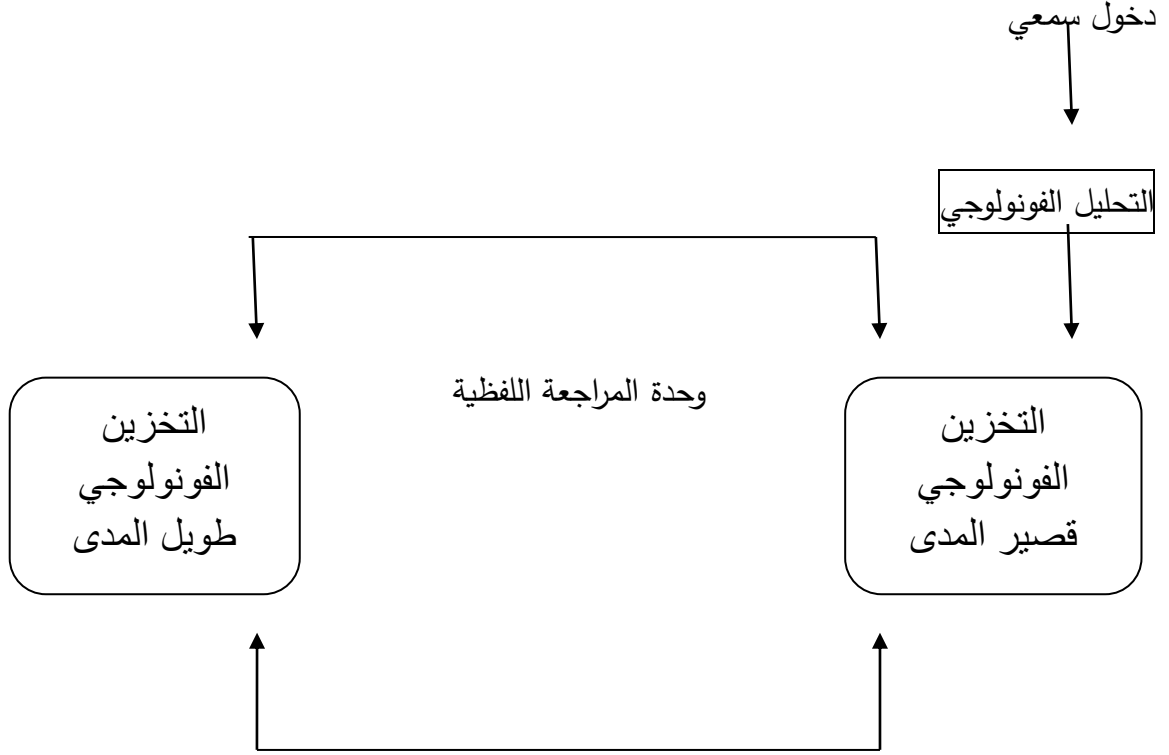 دخول سمعي
التحليل الفونولوجي
وحدة المراجعة اللفظية
التخزين
الفونولوجي
قصير المدى
التخزين
الفونولوجي
طويل المدى